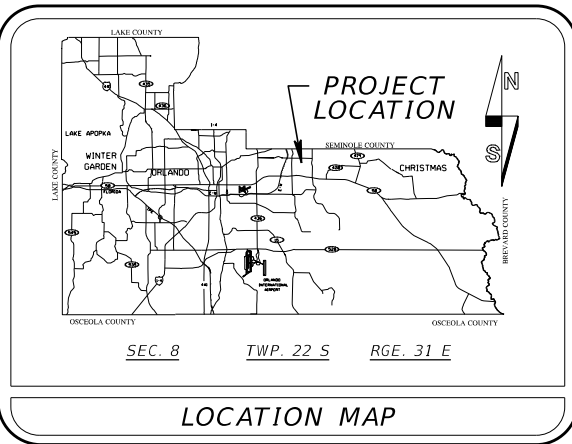 LAKE COUNTY
PROJECT
LOCATION
N
S
LAKE APOPKA
WINTER
GARDEN
ORLANDO
SEMINOLE COUNTY
CHRISTMAS
LAKE COUNTY
FLORIDA
BREVARD COUNTY
ORLANDO
INTERNATIONAL
AIRPORT
OSCEOLA COUNTY
OSCEOLA COUNTY
SEC. 8 TWP. 22 S RGE. 31 E
LOCATION MAP